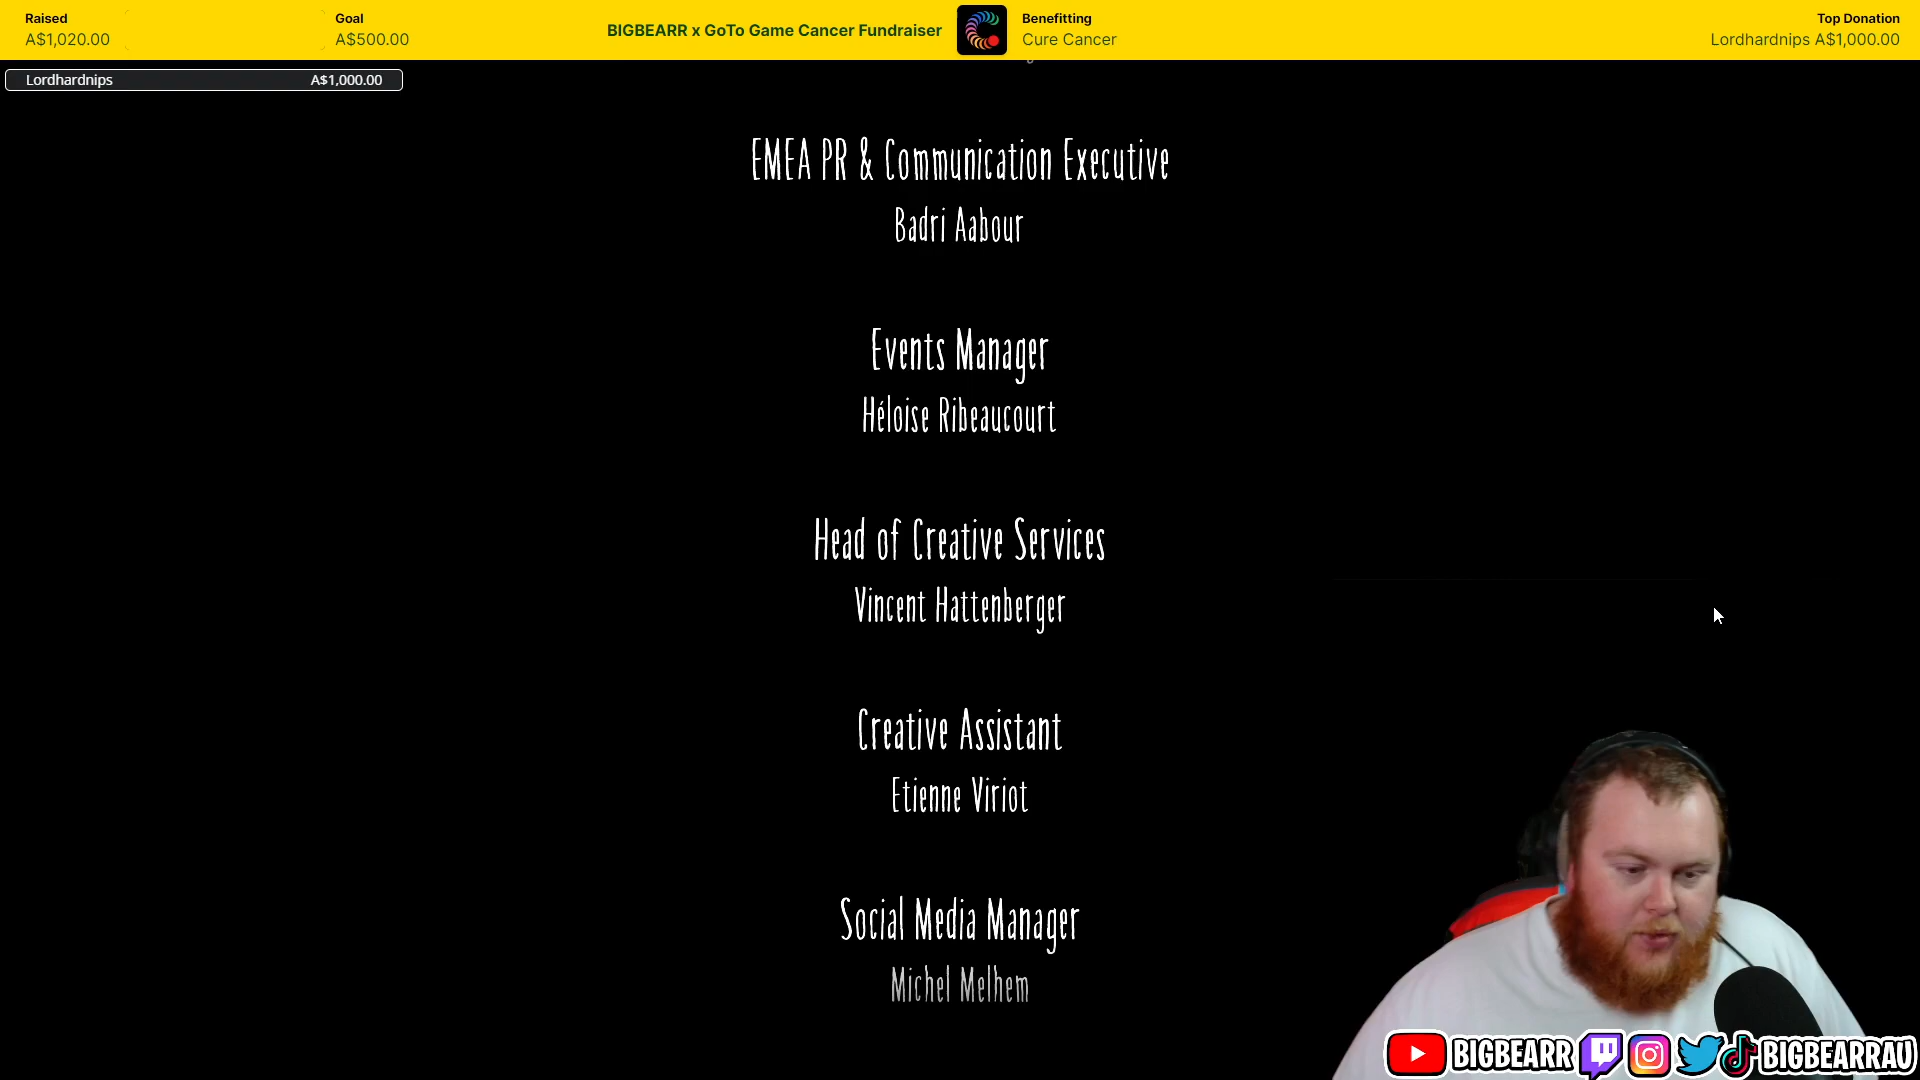 Raised
A$1,020.00
Goal
A$500.00
BIGBEARR x GoTo Game Cancer Fundraiser
Benefitting
Cure Cancer
Top Donation
Lordhardnips A$1,000.00
Lordhardnips A$1,000.00
EMEA PR & Communication Executive
Badri Aabour
Events Manager
Héloise Ribeaucourt
Head of Creative Services
Vincent Hattenberger
Creative Assistant
Etienne Viriot
Social Media Manager
Michel Melhem
BIGBEARR
BIGBEARRAU